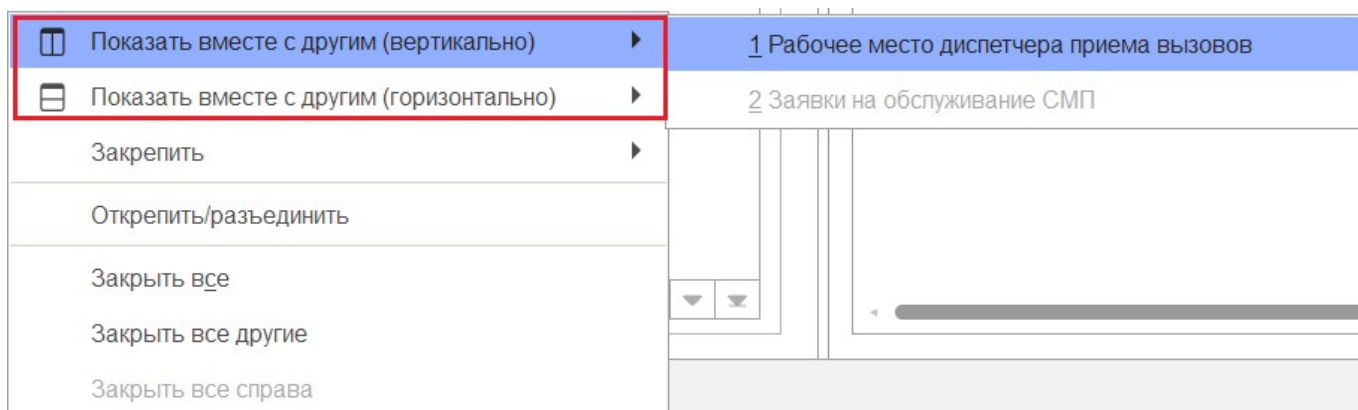 Показать вместе с другим (вертикально)
1 Рабочее место диспетчера приема вызовов
Показать вместе с другим (горизонтально)
2 Заявки на обслуживание СМП
Закрепить
Открепить/разъединить
Закрыть все
Закрыть все другие
Закрыть все справа